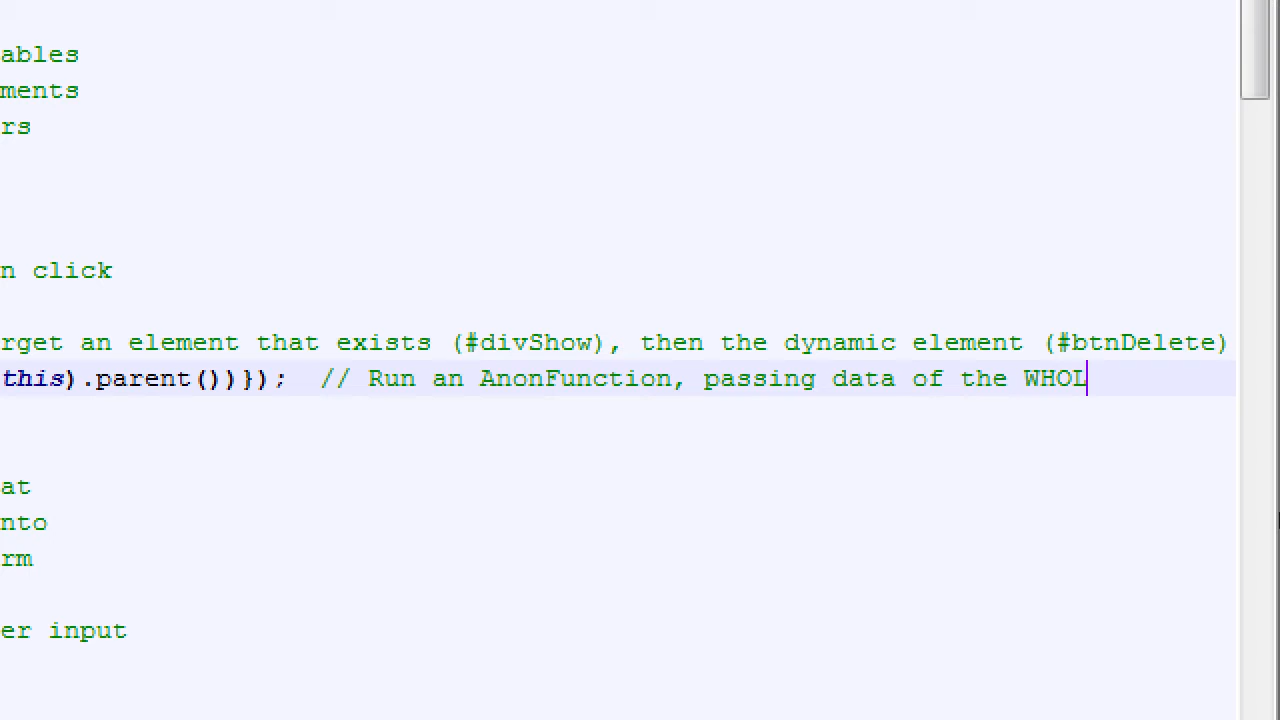 ables
ments
rs
n click
rget an element that exists (#divShow), then the dynamic element (#btnDelete)
this).parent())}); // Run an AnonFunction, passing data of the WHOL
at
nto
rm
er input